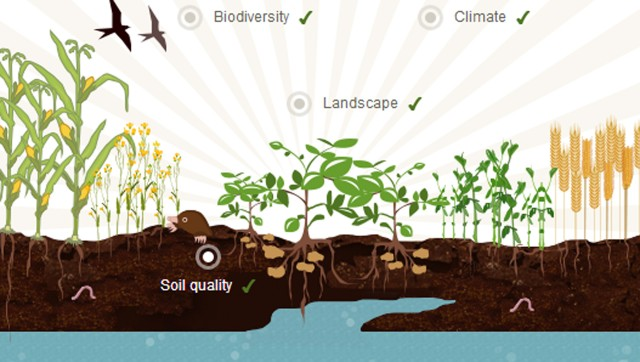 Biodiversity ✓ Climate ✓
Landscape ✓
Soil quality ✓